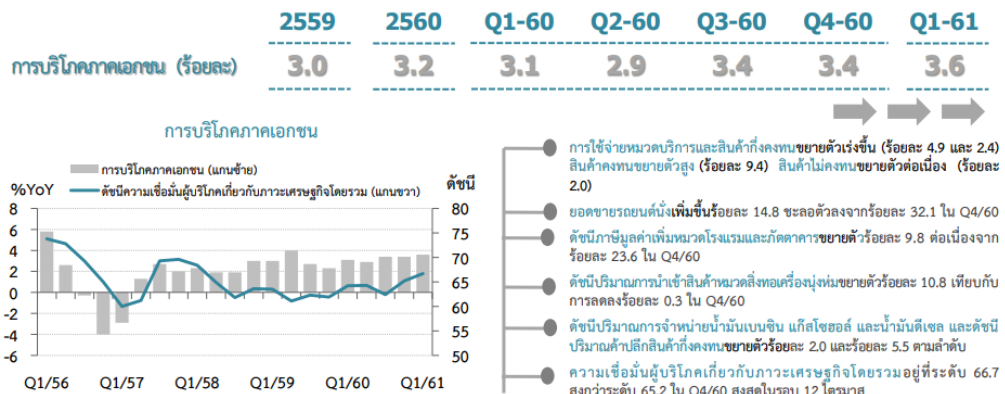 2559 2560 Q1-60 Q2-60 Q3-60 Q4-60 Q1-61
การบริโภคภาคเอกชน (ร้อยละ) 3.0 3.2 3.1 2.9 3.4 3.4 3.6
การบริโภคภาคเอกชน
การบริโภคภาคเอกชน (แกนซ้าย)
%YoY ดัชนีความเชื่อมั่นผู้บริโภคเกี่ยวกับภาวะเศรษฐกิจโดยรวม (แกนขวา) ดัชนี
8 80
6 75
4 70
2 65
0 60
-2 55
-4 50
-6
Q1/56 Q1/57 Q1/58 Q1/59 Q1/60 Q1/61
การใช้จ่ายหมวดบริการและสินค้ากึ่งคงทนขยายตัวเร่งขึ้น (ร้อยละ 4.9 และ 2.4)
สินค้าคงทนขยายตัวสูง (ร้อยละ 9.4) สินค้าไม่คงทนขยายตัวต่อเนื่อง (ร้อยละ
2.0)
ยอดขายรถยนต์นั่งเพิ่มขึ้นร้อยละ 14.8 ชะลอตัวลงจากร้อยละ 32.1 ใน Q4/60
ดัชนีภาษีมูลค่าเพิ่มหมวดโรงแรมและภัตตาคารขยายตัวร้อยละ 9.8 ต่อเนื่องจาก
ร้อยละ 23.6 ใน Q4/60
ดัชนีปริมาณการนำเข้าสินค้าหมวดสิ่งทอเครื่องนุ่งห่มขยายตัวร้อยละ 10.8 เทียบกับ
การลดลงร้อยละ 0.3 ใน Q4/60
ดัชนีปริมาณการจำหน่ายน้ำมันเบนซิน แก๊สโซฮอล์ และน้ำมันดีเซล และดัชนี
ปริมาณค้าปลีกสินค้ากึ่งคงทนขยายตัวร้อยละ 2.0 และร้อยละ 5.5 ตามลำดับ
ความเชื่อมั่นผู้บริโภคเกี่ยวกับภาวะเศรษฐกิจโดยรวมอยู่ที่ระดับ 66.7
สูงกว่าระดับ 65.2 ใน Q4/60 สูงสุดในรอบ 12 ไตรมาส